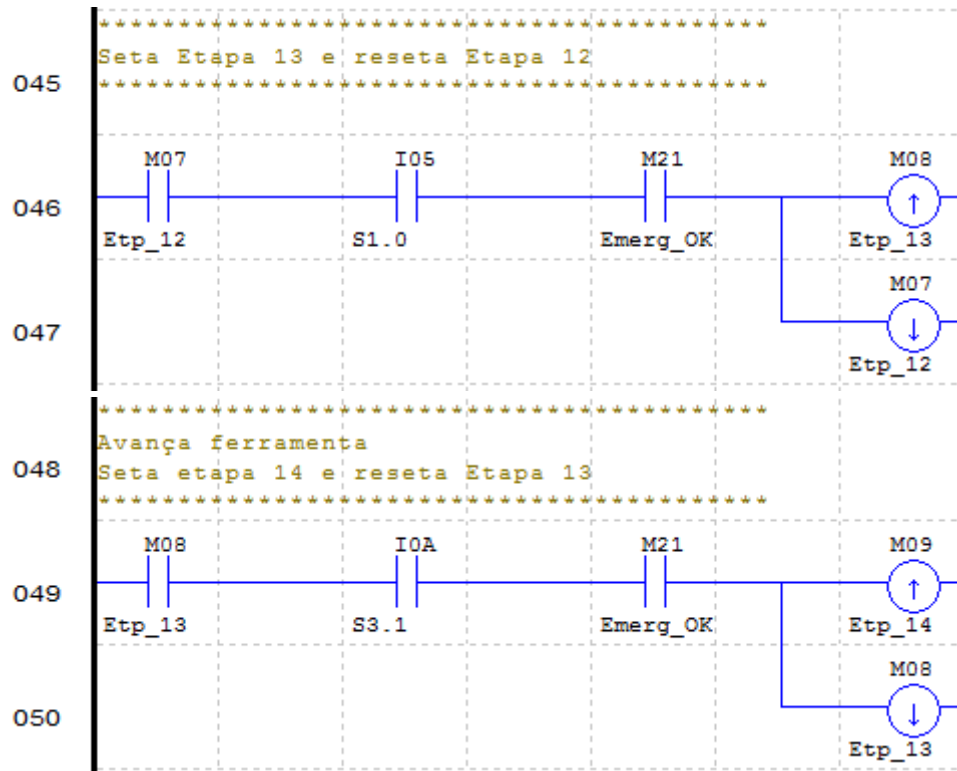 ****************************************
Seta Etapa 13 e reseta Etapa 12
045
****************************************
M07 I05 M21 M08
046
Etp_12 S1.0 Emerg_OK Etp_13
M07
047
Etp_12
****************************************
Avança ferramenta
048
Seta etapa 14 e reseta Etapa 13
****************************************
M08 I0A M21 M09
049
Etp_13 S3.1 Emerg_OK Etp_14
M08
050
Etp_13